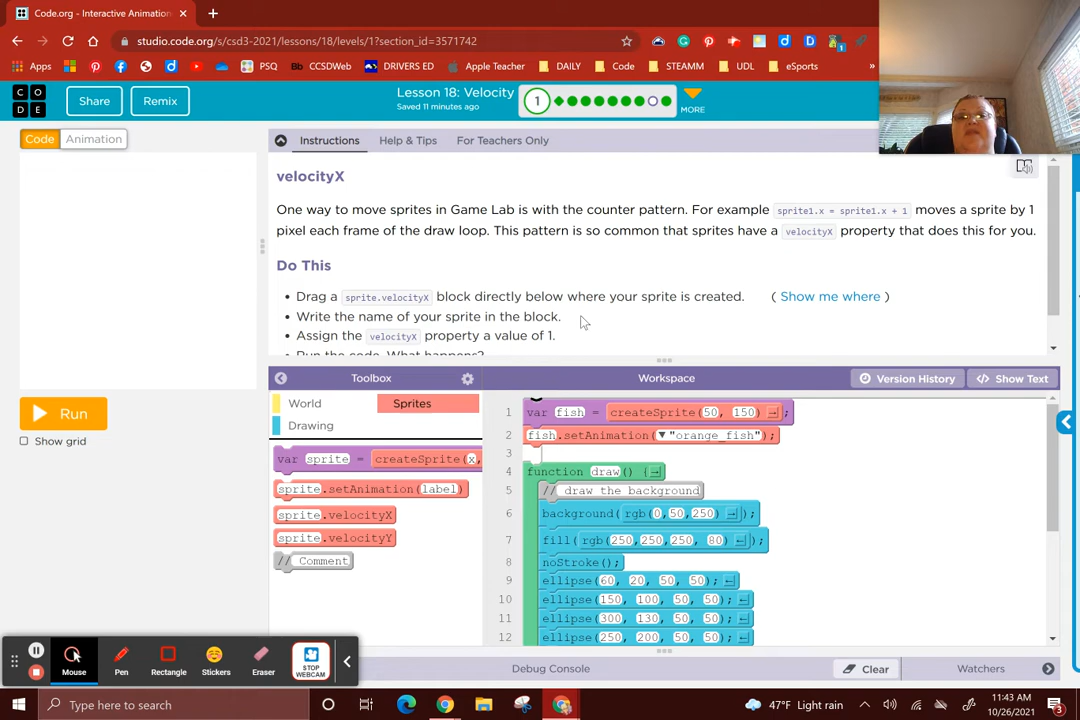 Code.org - Interactive Animation
studio.code.org/s/csd3-2021/lessons/18/levels/1?section_id=3571742
Apps
PSQ
Bb CCSDWeb
DRIVERS ED
Apple Teacher
DAILY
Code
STEAMM
UDL
eSports
»
CODE
Share
Remix
Lesson 18: Velocity
Saved 11 minutes ago
1
MORE
Code
Animation
Instructions
Help & Tips
For Teachers Only
velocityX
One way to move sprites in Game Lab is with the counter pattern. For example sprite1.x = sprite1.x + 1 moves a sprite by 1
pixel each frame of the draw loop. This pattern is so common that sprites have a velocityX property that does this for you.
Do This
• Drag a sprite.velocityX block directly below where your sprite is created. ( Show me where )
• Write the name of your sprite in the block.
• Assign the velocityX property a value of 1.
• Run the code. What happens?
Toolbox
Workspace
Version History
Show Text
World
Sprites
Drawing
var sprite = createSprite(x,
sprite.setAnimation(label)
sprite.velocityX
sprite.velocityY
// Comment
1 var fish = createSprite(50, 150);
2 fish.setAnimation("orange_fish");
3
4 function draw() {
5 // draw the background
6 background(rgb(0,50,250));
7 fill(rgb(250,250,250, 80));
8 noStroke();
9 ellipse(60, 20, 50, 50);
10 ellipse(150, 100, 50, 50);
11 ellipse(300, 130, 50, 50);
12 ellipse(250, 200, 50, 50);
Run
Show grid
Mouse
Pen
Rectangle
Stickers
Eraser
STOP WEBCAM
Debug Console
Clear
Watchers
Type here to search
47°F Light rain
11:43 AM
10/26/2021
3